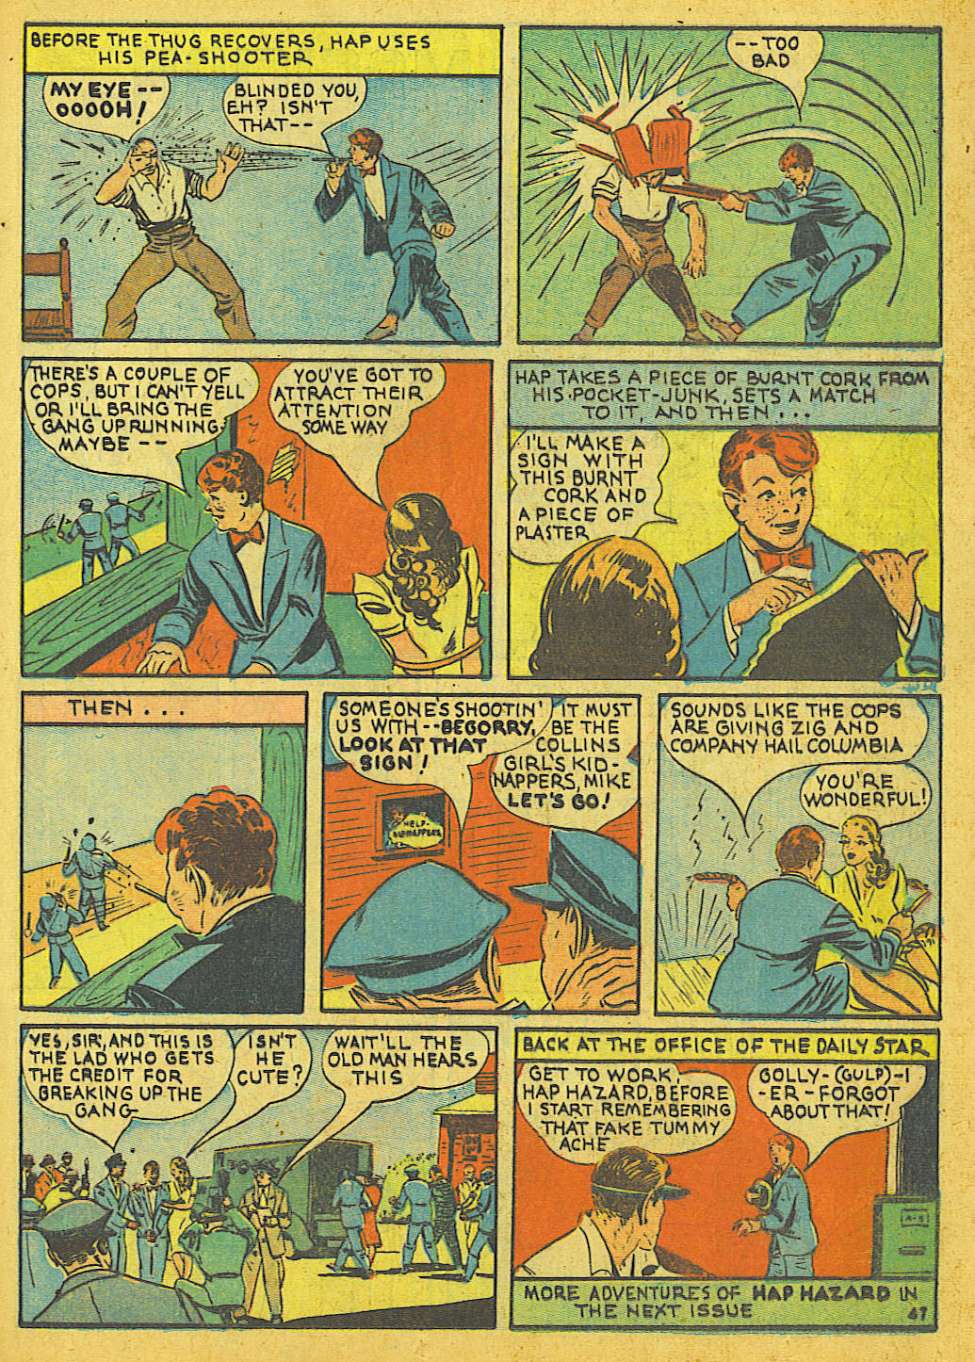 BEFORE THE THUG RECOVERS, HAP USES
HIS PEA-SHOOTER
MY EYE--
OOOOH!
BLINDED YOU,
EH? ISN'T
THAT--
--TOO
BAD
THERE'S A COUPLE OF
COPS, BUT I CAN'T YELL
OR I'LL BRING THE
GANG UP RUNNING.
MAYBE --
YOU'VE GOT TO
ATTRACT THEIR
ATTENTION
SOME WAY
HAP TAKES A PIECE OF BURNT CORK FROM
HIS POCKET-JUNK, SETS A MATCH
TO IT, AND THEN...
I'LL MAKE A
SIGN WITH
THIS BURNT
CORK AND
A PIECE OF
PLASTER
THEN...
SOMEONE'S SHOOTIN'
US WITH--BEGORRY,
LOOK AT THAT
SIGN!
IT MUST
BE THE
COLLINS
GIRL'S KID-
NAPPERS, MIKE
LET'S GO!
HELP-
KIDNAPPERS
SOUNDS LIKE THE COPS
ARE GIVING ZIG AND
COMPANY HAIL COLUMBIA
YOU'RE
WONDERFUL!
YES, SIR, AND THIS IS
THE LAD WHO GETS
THE CREDIT FOR
BREAKING UP THE
GANG-
ISN'T
HE
CUTE?
WAIT'LL THE
OLD MAN HEARS
THIS
BACK AT THE OFFICE OF THE DAILY STAR
GET TO WORK,
HAP HAZARD, BEFORE
I START REMEMBERING
THAT FAKE TUMMY
ACHE
GOLLY-(GULP)-I
-ER-FORGOT
ABOUT THAT!
A-B
MORE ADVENTURES OF HAP HAZARD IN
THE NEXT ISSUE
67